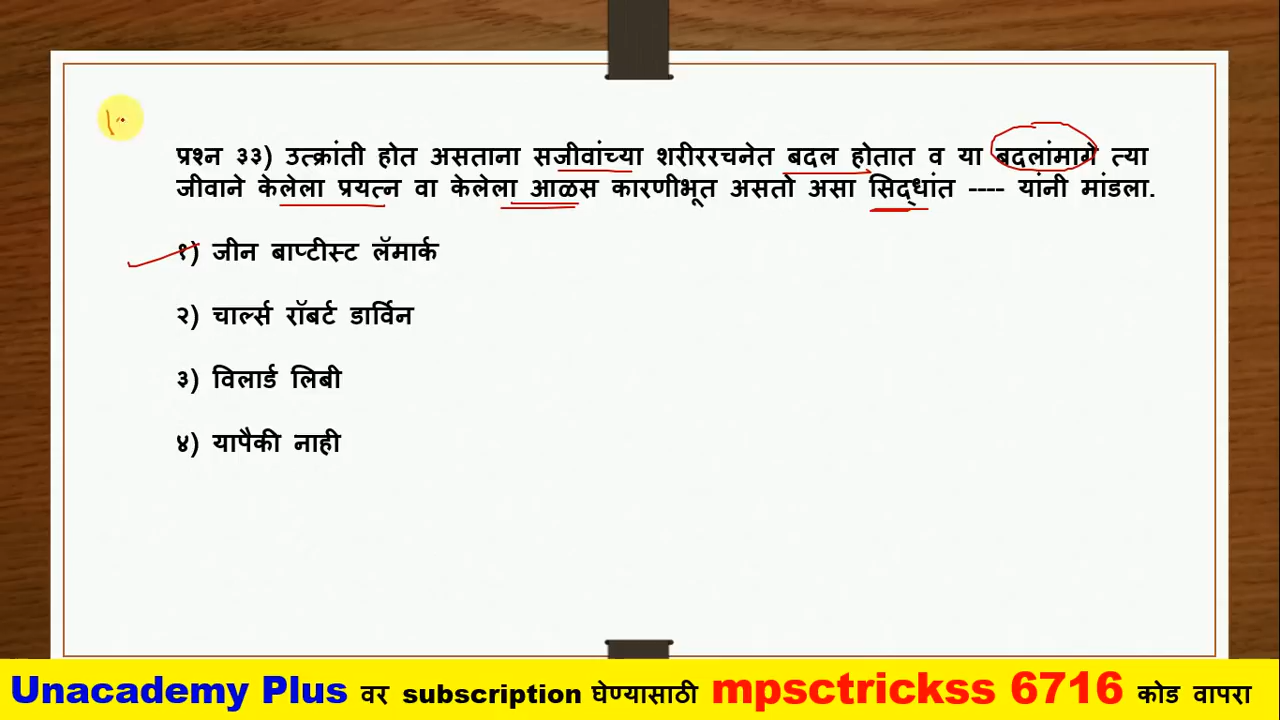 प्रश्न ३३) उत्क्रांती होत असताना सजीवांच्या शरीररचनेत बदल होतात व या बदलांमागे त्या
जीवाने केलेला प्रयत्न वा केलेला आळस कारणीभूत असतो असा सिद्धांत ---- यांनी मांडला.
१) जीन बाप्टीस्ट लॅमार्क
२) चार्ल्स रॉबर्ट डार्विन
३) विलार्ड लिबी
४) यापैकी नाही
Unacademy Plus वर subscription घेण्यासाठी mpsctrickss 6716 कोड वापरा